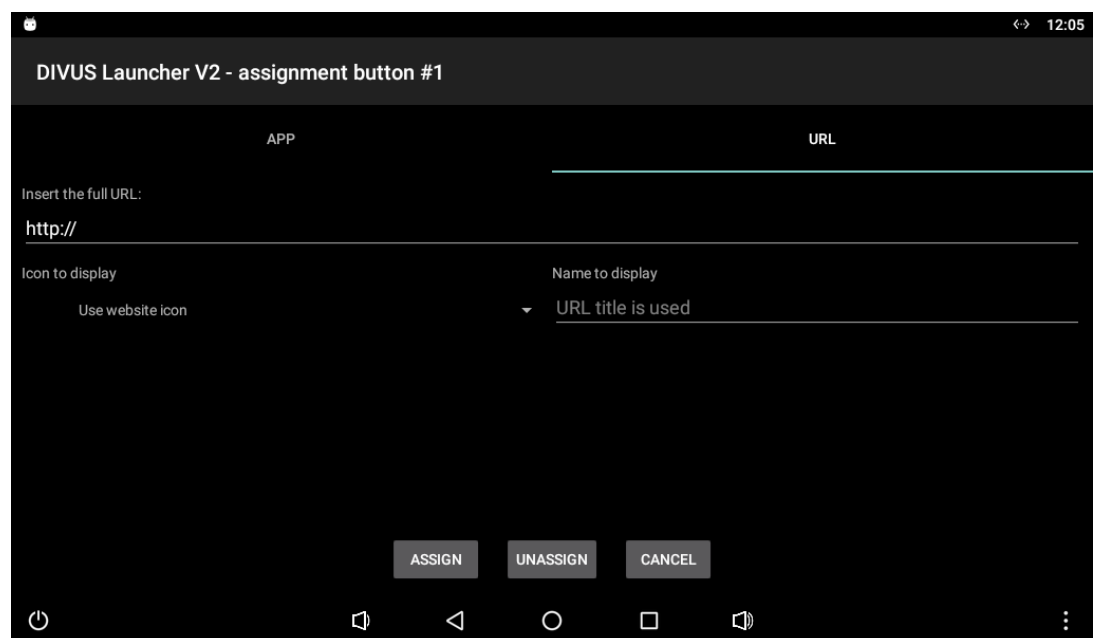 12:05
DIVUS Launcher V2 - assignment button #1
APP URL
Insert the full URL:
http://
Icon to display Name to display
Use website icon URL title is used
ASSIGN UNASSIGN CANCEL